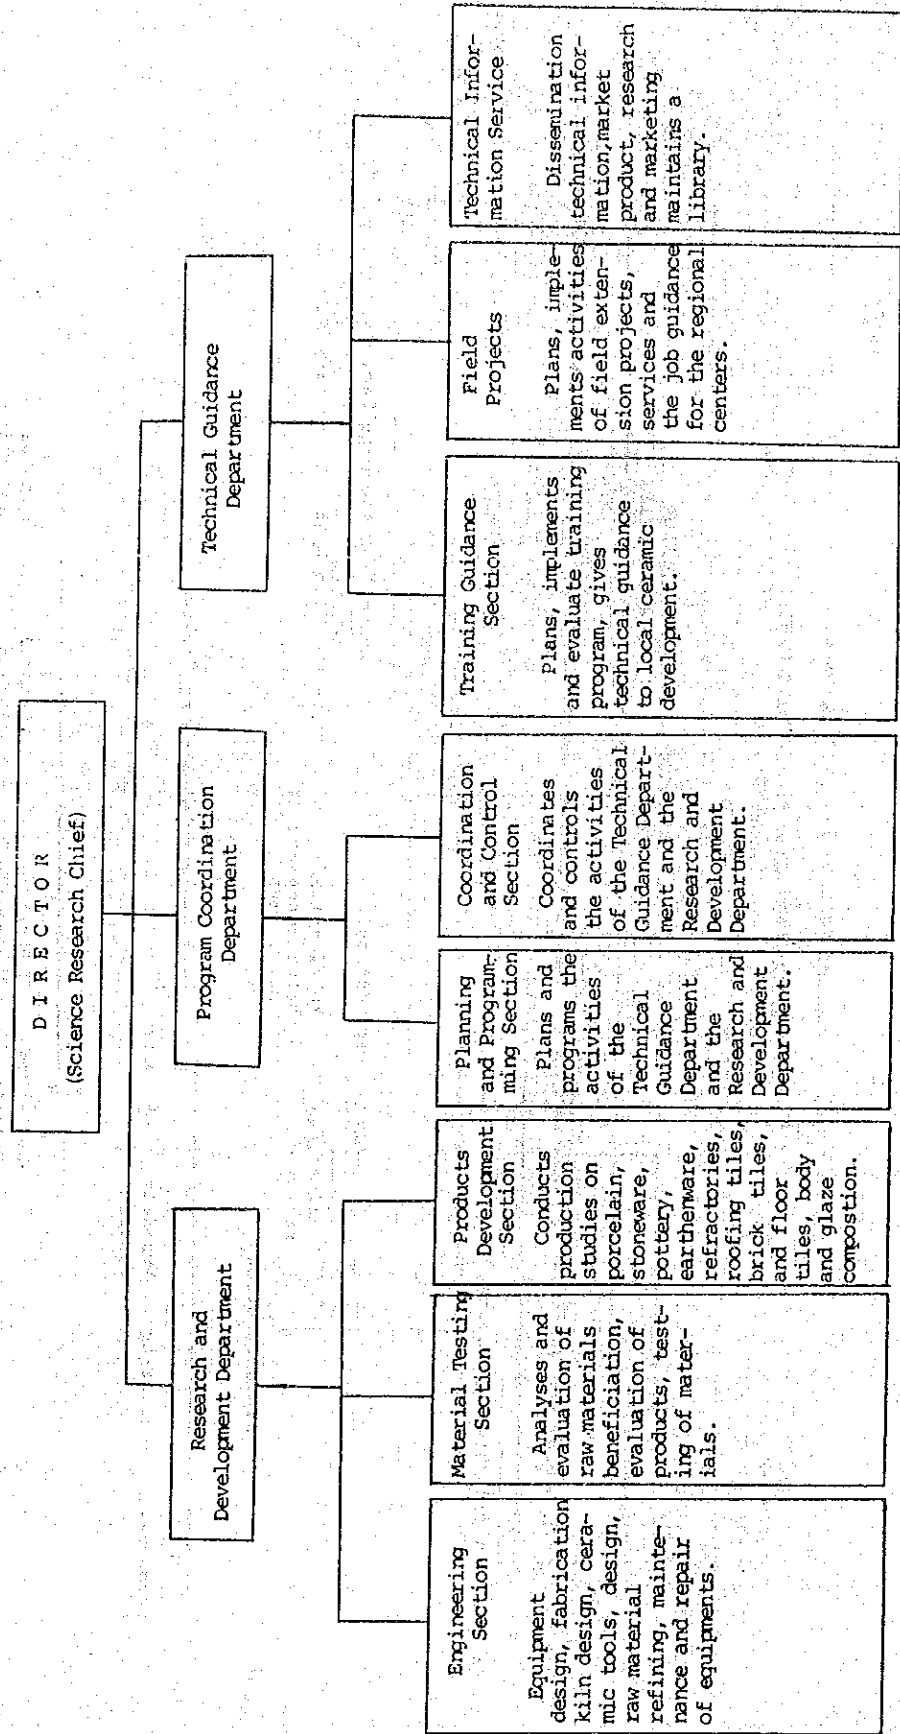 D I R E C T O R
(Science Research Chief)
Research and
Development Department
Program Coordination
Department
Technical Guidance
Department
Engineering
Section
Equipment
design, fabrication
kiln design, cera-
mic tools, design,
raw material
refining, mainte-
nance and repair
of equipments.
Material Testing
Section
Analyses and
evaluation of
raw materials
beneficiation,
evaluation of
products, test-
ing of mater-
ials.
Products
Development
Section
Conducts
production
studies on
porcelain,
stoneware,
pottery,
earthenware,
refractories,
roofing tiles,
brick tiles,
and floor
tiles, body
and glaze
compostion.
Planning
and Program-
ming Section
Plans and
programs the
activities
of the
Technical
Guidance
Department
and the
Research and
Development
Department.
Coordination
and Control
Section
Coordinates
and controls
the activities
of the Technical
Guidance Depart-
ment and the
Research and
Development
Department.
Training Guidance
Section
Plans, implements
and evaluate training
program, gives
technical guidance
to local ceramic
development.
Field
Projects
Plans, imple-
ments activities
of field exten-
sion projects,
services and
the job guidance
for the regional
centers.
Technical Infor-
mation Service
Dissemination
technical infor-
mation,market
product, research
and marketing
maintains a
library.